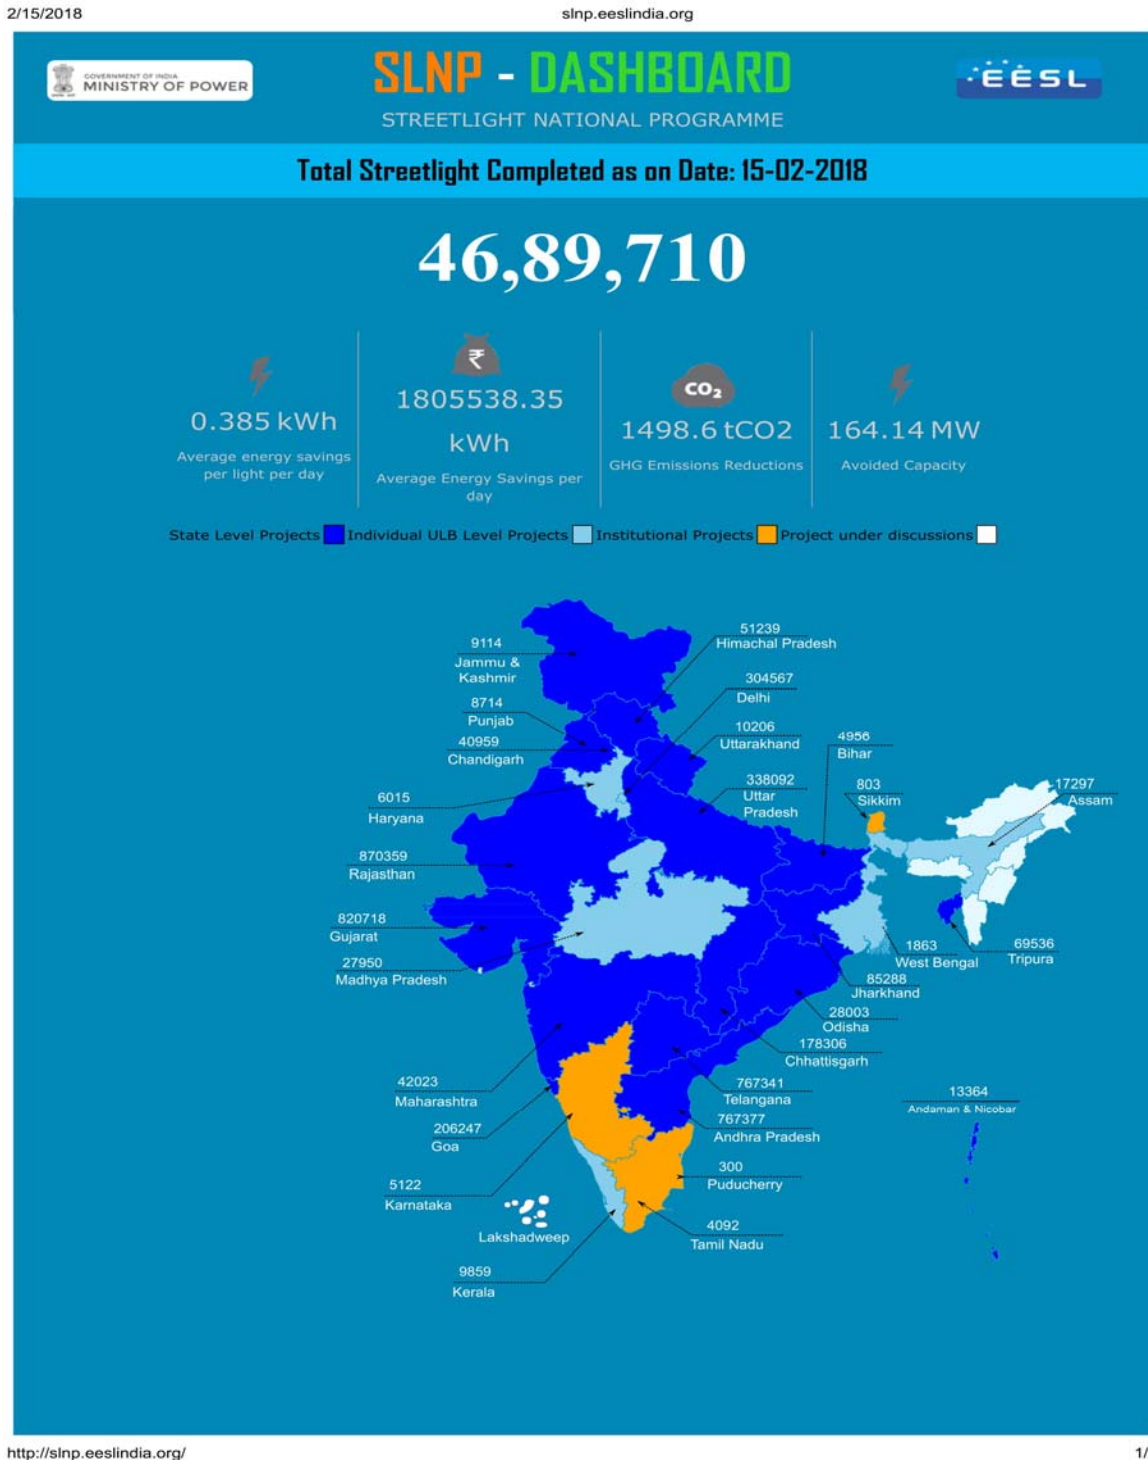 2/15/2018
slnp.eeslindia.org
GOVERNMENT OF INDIA
MINISTRY OF POWER
SLNP - DASHBOARD
STREETLIGHT NATIONAL PROGRAMME
EESL
Total Streetlight Completed as on Date: 15-02-2018
46,89,710
0.385 kWh
Average energy savings
per light per day
₹
1805538.35
kWh
Average Energy Savings per
day
CO₂
1498.6 tCO2
GHG Emissions Reductions
164.14 MW
Avoided Capacity
State Level Projects Individual ULB Level Projects Institutional Projects Project under discussions
9114
Jammu &
Kashmir
51239
Himachal Pradesh
304567
Delhi
8714
Punjab
10206
Uttarakhand
40959
Chandigarh
4956
Bihar
338092
Uttar
Pradesh
803
Sikkim
17297
Assam
6015
Haryana
870359
Rajasthan
820718
Gujarat
27950
Madhya Pradesh
1863
West Bengal
69536
Tripura
85288
Jharkhand
28003
Odisha
178306
Chhattisgarh
42023
Maharashtra
767341
Telangana
13364
Andaman & Nicobar
206247
Goa
767377
Andhra Pradesh
300
Puducherry
5122
Karnataka
Lakshadweep
4092
Tamil Nadu
9859
Kerala
http://slnp.eeslindia.org/
1/